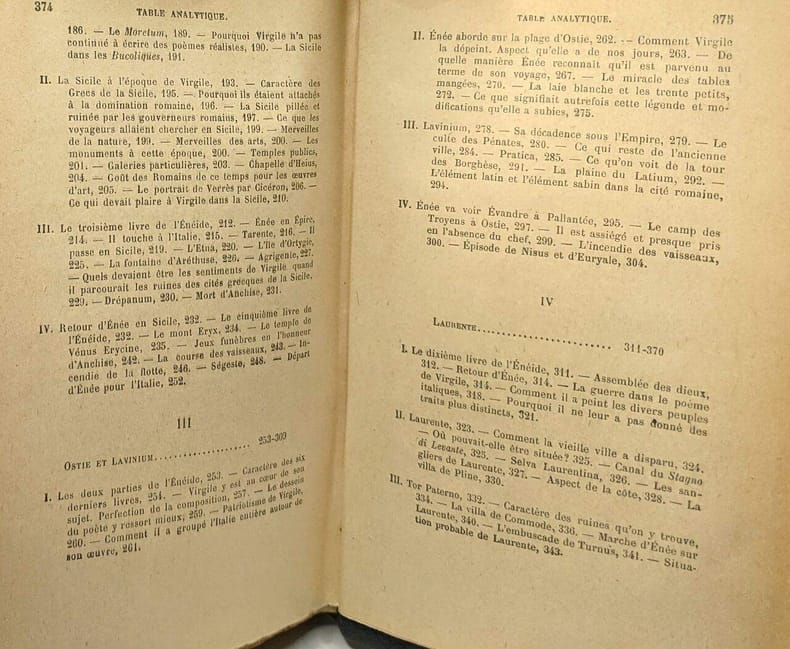 374
TABLE ANALYTIQUE.
186. — Le Moretum, 189. — Pourquoi Virgile n'a pas
continué à écrire des poèmes réalistes, 190. — La Sicile
dans les Bucoliques, 191.
II. La Sicile à l'époque de Virgile, 193. — Caractère des
Grecs de la Sicile, 195. — Pourquoi ils étaient attachés
à la domination romaine, 196. — La Sicile pillée et
ruinée par les gouverneurs romains, 197. — Ce que les
voyageurs allaient chercher en Sicile, 199. — Merveilles
de la nature, 199. — Merveilles des arts, 200. — Les
monuments à cette époque, 200. — Temples publics,
201. — Galeries particulières, 203. — Chapelle d'Heius,
204. — Goût des Romains de ce temps pour les œuvres
d'art, 205. — Le portrait de Verrès par Cicéron, 206. —
Ce qui devait plaire à Virgile dans la Sicile, 210.
III. Le troisième livre de l'Énéide, 212. — Énée en Épire,
214. — Il touche à l'Italie, 215. — Tarente, 216. — Il
passe en Sicile, 219. — L'Etna, 220. — L'île d'Ortygie,
225. — La fontaine d'Aréthuse, 226. — Agrigente, 227.
— Quels devaient être les sentiments de Virgile quand
il parcourait les ruines des cités grecques de la Sicile,
229. — Drépanum, 230. — Mort d'Anchise, 231.
IV. Retour d'Énée en Sicile, 232. — Le cinquième livre de
l'Énéide, 232. — Le mont Eryx, 234. — Le temple de
Vénus Erycine, 235. — Jeux funèbres en l'honneur
d'Anchise, 242. — La course des vaisseaux, 243. — In-
cendie de la flotte, 246. — Ségeste, 248. — Départ
d'Énée pour l'Italie, 252.
III
OSTIE ET LAVINIUM. . . . . . . . . . . . . . . . . . 253-309
I. Les deux parties de l'Énéide, 253. — Caractère des six
derniers livres, 254. — Virgile y est au cœur de son
sujet. Perfection de la composition, 257. — Le dessein
du poète y ressort mieux, 259. — Patriotisme de Virgile,
260. — Comment il a groupé l'Italie entière autour de
son œuvre, 261.
TABLE ANALYTIQUE.
375
II. Énée aborde sur la plage d'Ostie, 262. -- Comment Virgile
la dépeint. Aspect qu'elle a de nos jours, 263. — De
quelle manière Énée reconnait qu'il est parvenu au
terme de son voyage, 267. — Le miracle des tables
mangées, 270. — La laie blanche et les trente petits,
272. — Ce que signifiait autrefois cette légende et mo-
difications qu'elle a subies, 275.
III. Lavinium, 278. — Sa décadence sous l'Empire, 279. — Le
culte des Pénates, 280. — Ce qui reste de l'ancienne
ville, 284. — Pratica, 285. — Ce qu'on voit de la tour
des Borghèse, 291. — La plaine du Latium, 292. —
L'élément latin et l'élément sabin dans la cité romaine,
294.
IV. Énée va voir Évandre à Pallantée, 295. — Le camp des
Troyens à Ostie, 297. — Il est assiégé et presque pris
en l'absence du chef, 299. — L'incendie des vaisseaux,
300. — Épisode de Nisus et d'Euryale, 304.
IV
LAURENTE. . . . . . . . . . . . . . . . . . . . . . 311-370
I. Le dixième livre de l'Énéide, 311. — Assemblée des dieux,
312. — Retour d'Énée, 314. — La guerre dans le poème
de Virgile, 314. — Comment il a peint les divers peuples
italiques, 318. — Pourquoi il ne leur a pas donné des
traits plus distincts, 321.
II. Laurente, 323. — Comment la vieille ville a disparu, 324.
— Où pouvait-elle être située? 325. — Canal du Stagno
di Levante, 325. — Selva Laurentina, 326. — Les san-
gliers de Laurente, 327. — Aspect de la côte, 328. — La
villa de Pline, 330.
III. Tor Paterno, 332. — Caractère des ruines qu'on y trouve,
334. — La villa de Commode, 336. — Marche d'Énée sur
Laurente, 340. — L'embuscade de Turnus, 341. — Situa-
tion probable de Laurente, 343.